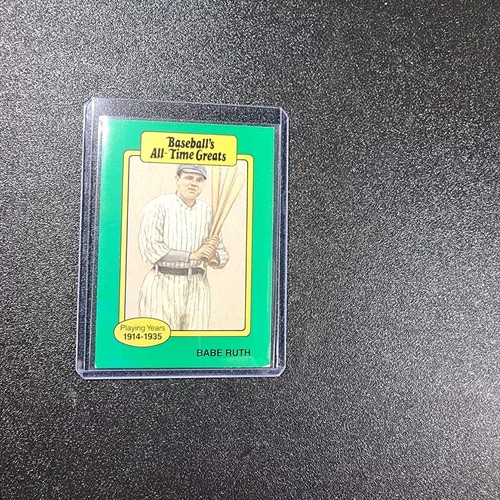 Baseball's
All-Time Greats
Playing Years
1914-1935
BABE RUTH